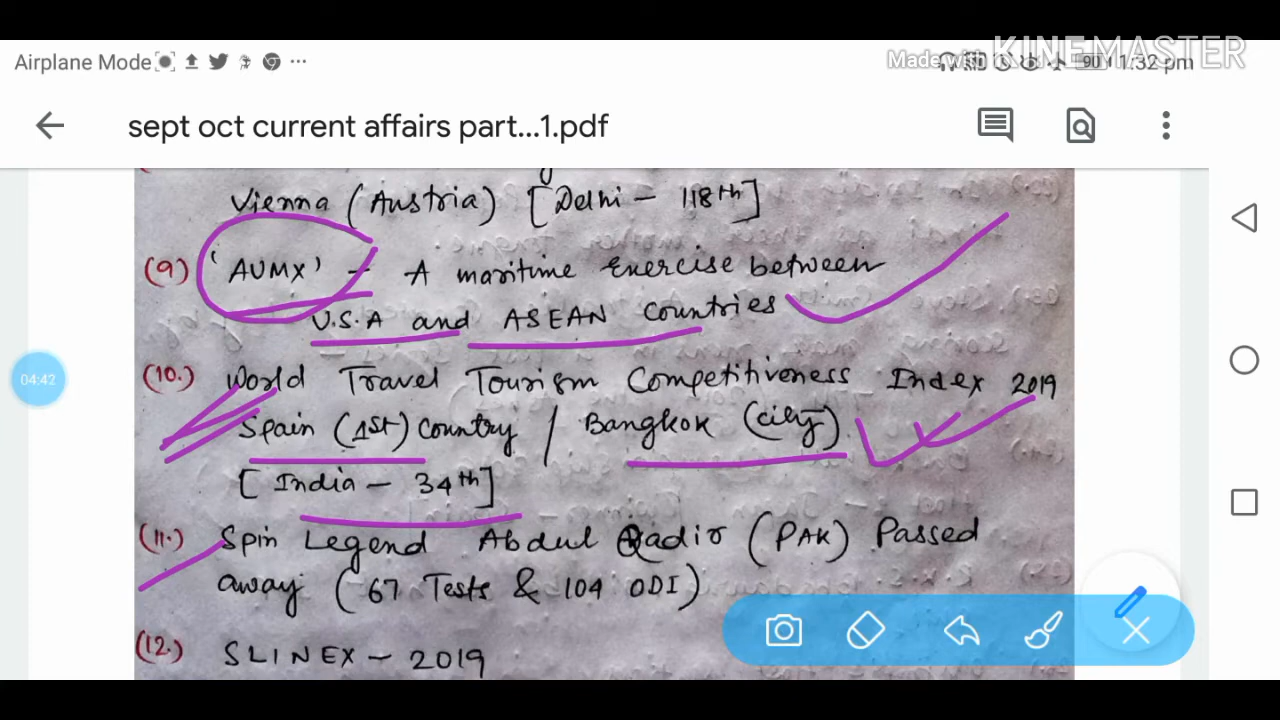 Airplane Mode ... 90 1:32 pm
Made with KINEMASTER
sept oct current affairs part...1.pdf
Vienna (Austria) [Delhi - 118th]
(9) 'AUMX' - A maritime Exercise between
U.S.A and ASEAN Countries
(10.) World Travel Tourism Competitiveness Index 2019
Spain (1st) Country / Bangkok (city)
[India - 34th]
(11.) Spin Legend Abdul Qadir (PAK) Passed
away (67 Tests & 104 ODI)
(12.) SLINEX - 2019
04:42